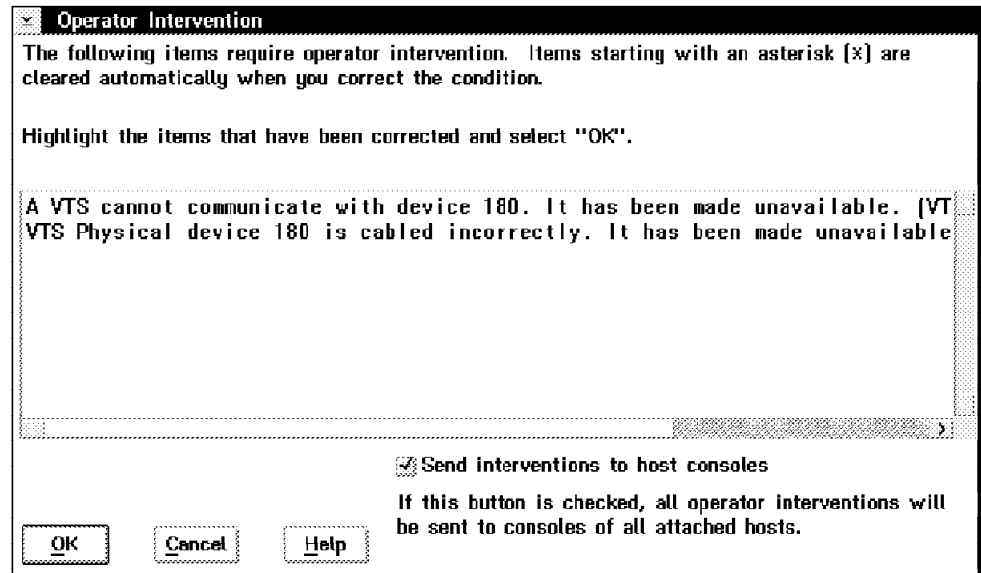 Operator Intervention
The following items require operator intervention. Items starting with an asterisk (*) are
cleared automatically when you correct the condition.
Highlight the items that have been corrected and select "OK".
A VTS cannot communicate with device 180. It has been made unavailable. (VT
VTS Physical device 180 is cabled incorrectly. It has been made unavailable
Send interventions to host consoles
If this button is checked, all operator interventions will
be sent to consoles of all attached hosts.
OK Cancel Help